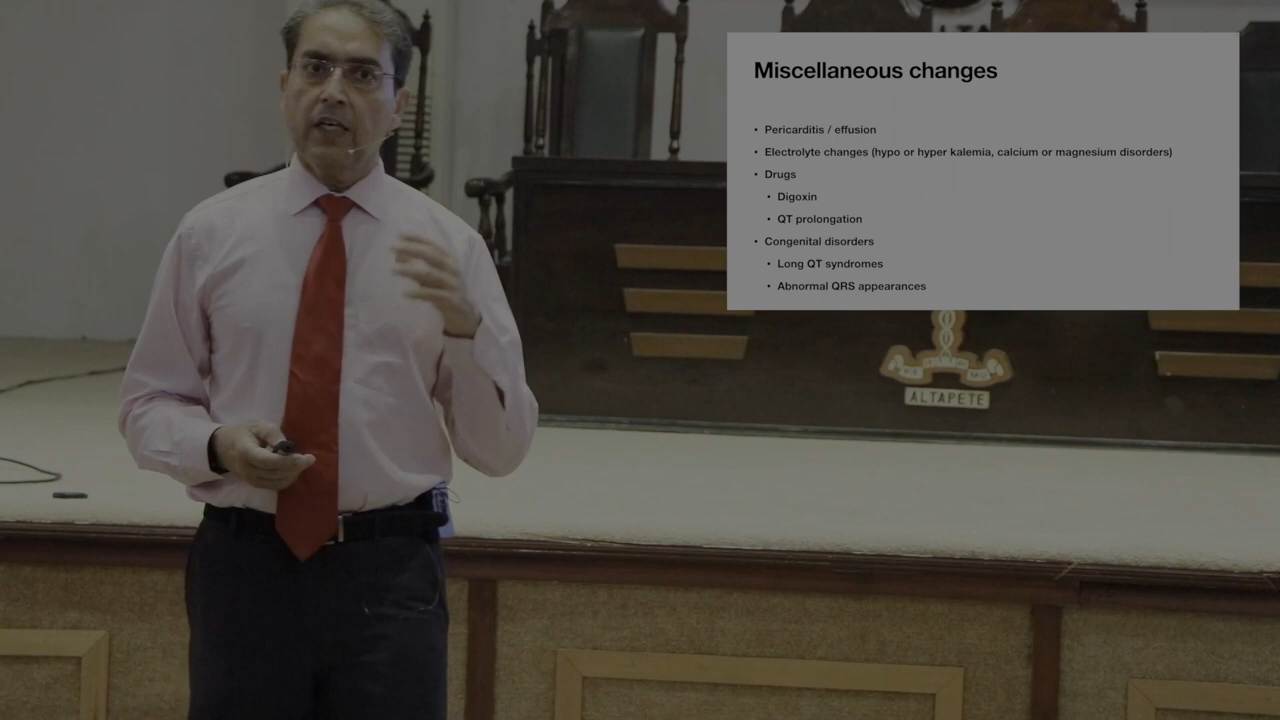 Miscellaneous changes
• Pericarditis / effusion
• Electrolyte changes (hypo or hyper kalemia, calcium or magnesium disorders)
• Drugs
• Digoxin
• QT prolongation
• Congenital disorders
• Long QT syndromes
• Abnormal QRS appearances
ALTAPETE